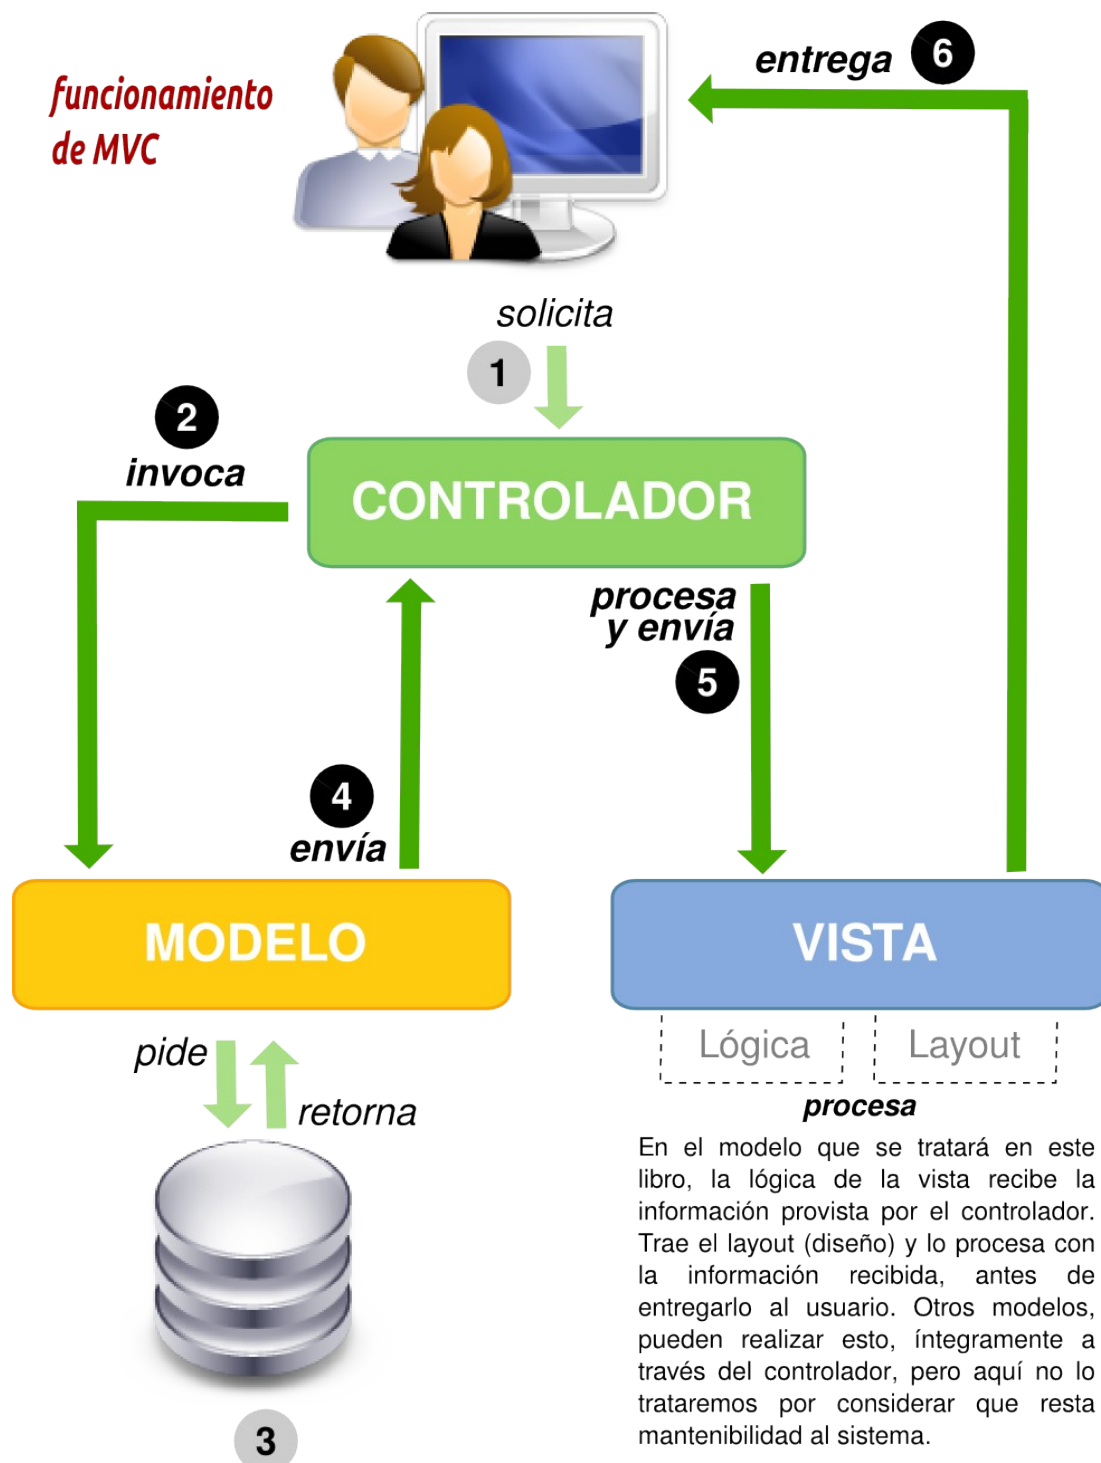 funcionamiento
de MVC
entrega 6
solicita
1
2
invoca
CONTROLADOR
procesa
y envía
5
4
envía
MODELO
VISTA
pide
retorna
3
Lógica
Layout
procesa
En el modelo que se tratará en este
libro, la lógica de la vista recibe la
información provista por el controlador.
Trae el layout (diseño) y lo procesa con
la información recibida, antes de
entregarlo al usuario. Otros modelos,
pueden realizar esto, íntegramente a
través del controlador, pero aquí no lo
trataremos por considerar que resta
mantenibilidad al sistema.